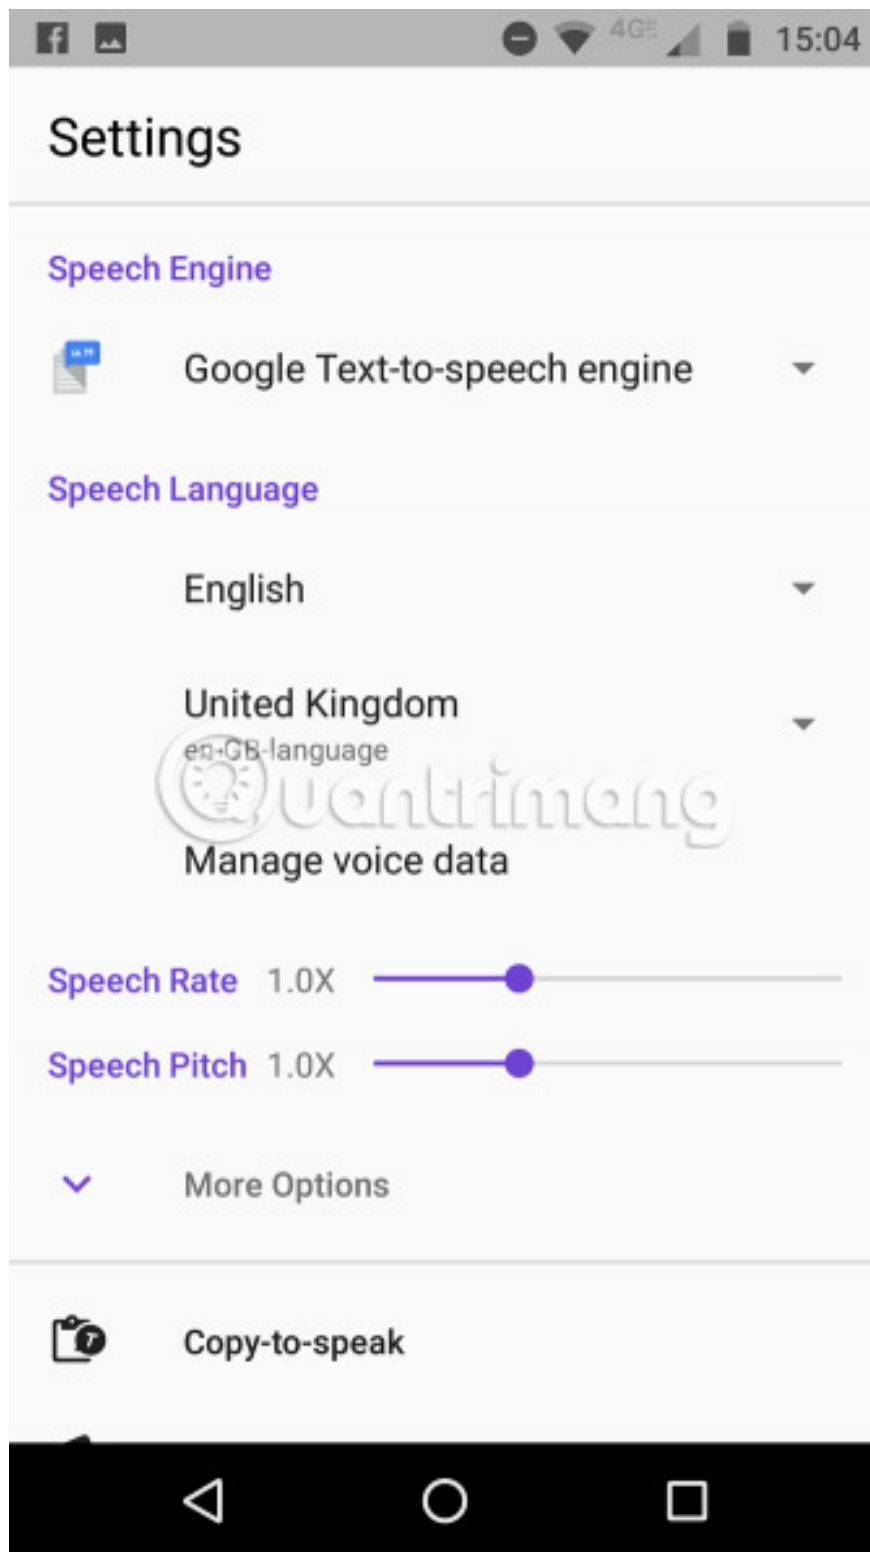 4G
15:04
Settings
Speech Engine
Google Text-to-speech engine
Speech Language
English
United Kingdom
en-GB-language
Quantrimang
Manage voice data
Speech Rate 1.0X
Speech Pitch 1.0X
More Options
Copy-to-speak